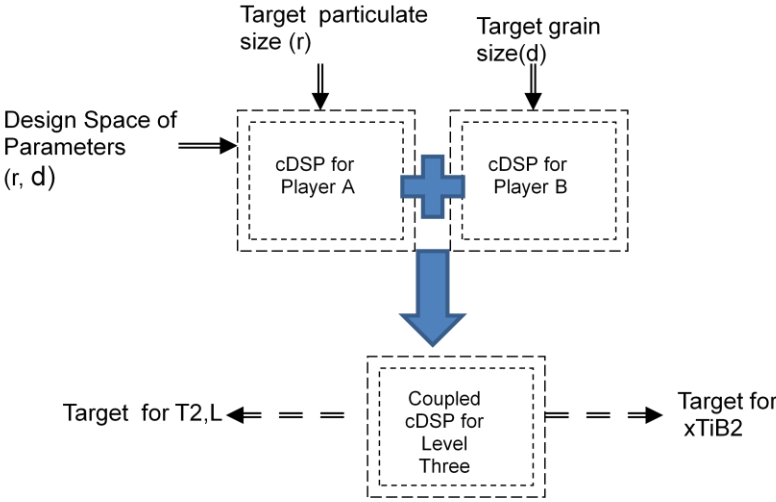 Target particulate
size (r)
Target grain
size(d)
Design Space of
Parameters
(r, d)
cDSP for
Player A
cDSP for
Player B
Target for T2,L
Coupled
cDSP for
Level
Three
Target for
xTiB2